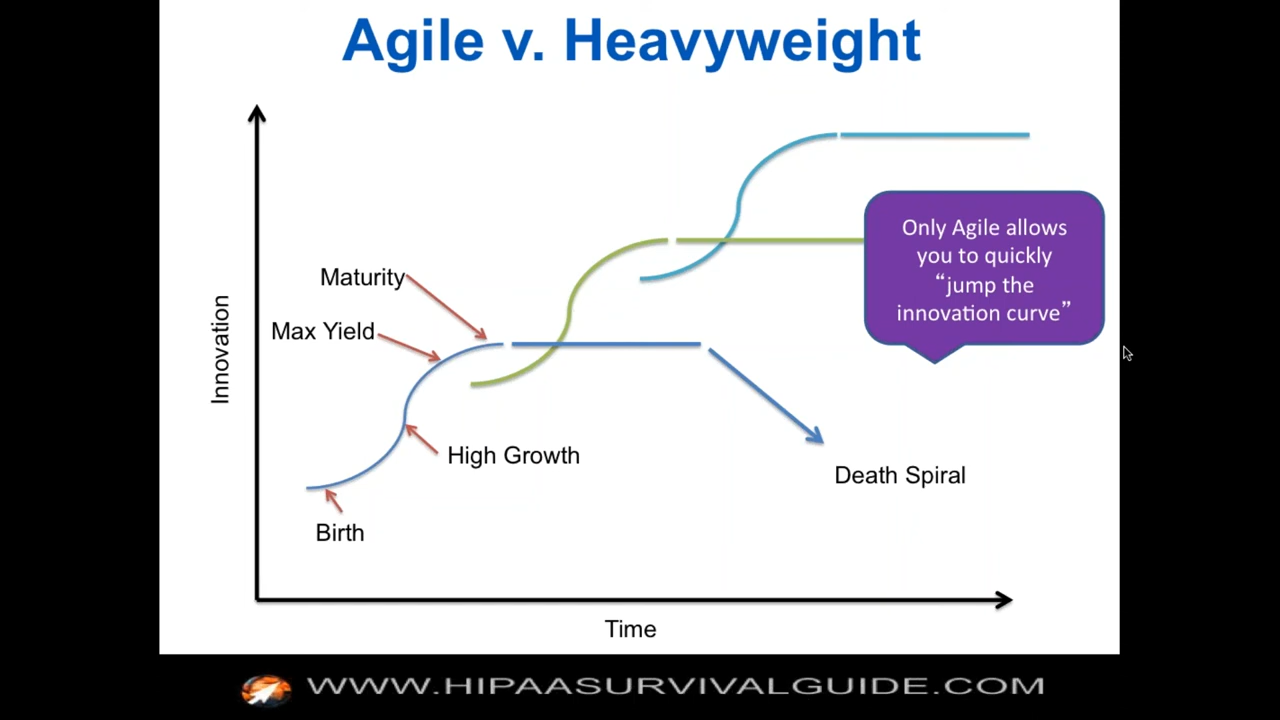 Agile v. Heavyweight
Only Agile allows
you to quickly
“jump the
innovation curve”
Maturity
Max Yield
Innovation
High Growth
Death Spiral
Birth
Time
WWW.HIPAASURVIVALGUIDE.COM